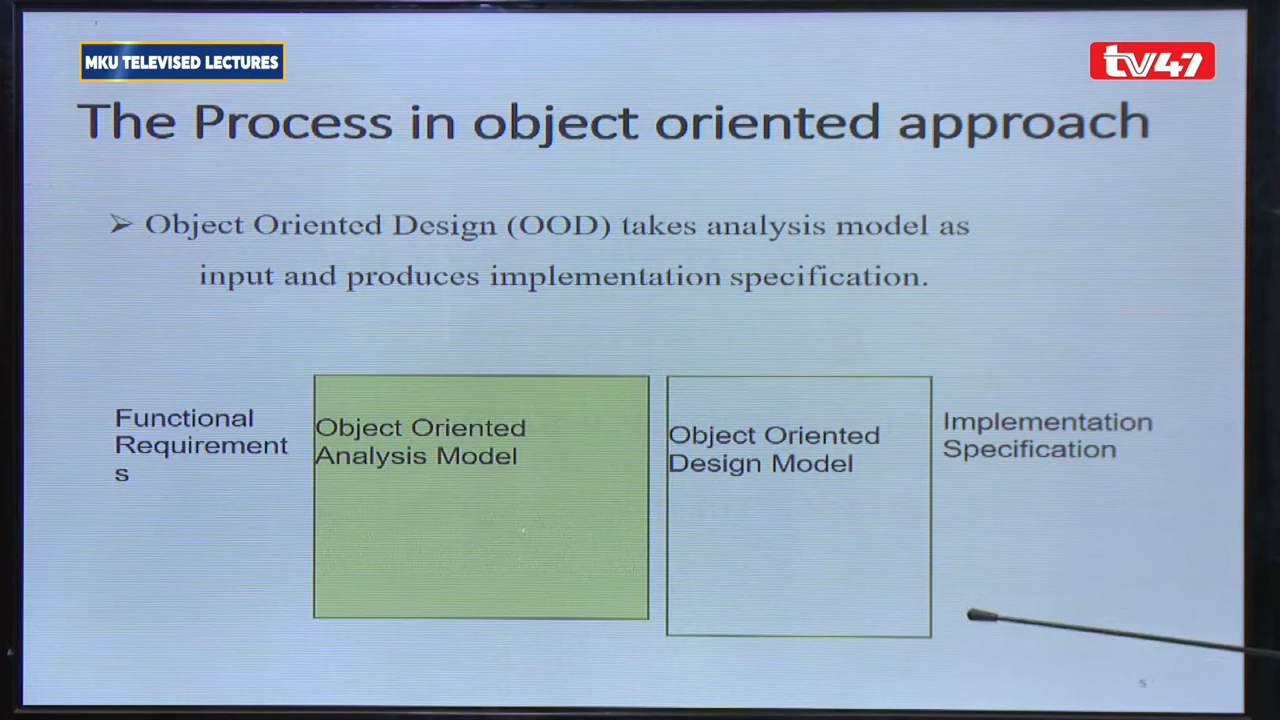 MKU TELEVISED LECTURES
tv47
The Process in object oriented approach
➢ Object Oriented Design (OOD) takes analysis model as
input and produces implementation specification.
Functional
Requirement
s
Object Oriented
Analysis Model
Object Oriented
Design Model
Implementation
Specification
5